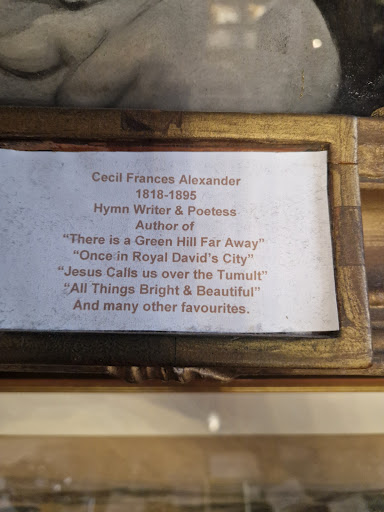 Cecil Frances Alexander
1818-1895
Hymn Writer & Poetess
Author of
“There is a Green Hill Far Away”
“Once in Royal David’s City”
“Jesus Calls us over the Tumult”
“All Things Bright & Beautiful”
And many other favourites.